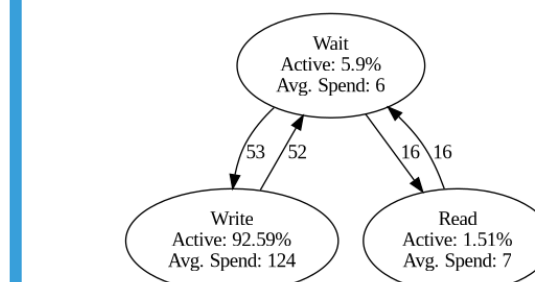 Wait
Active: 5.9%
Avg. Spend: 6
53
52
16
16
Write
Active: 92.59%
Avg. Spend: 124
Read
Active: 1.51%
Avg. Spend: 7